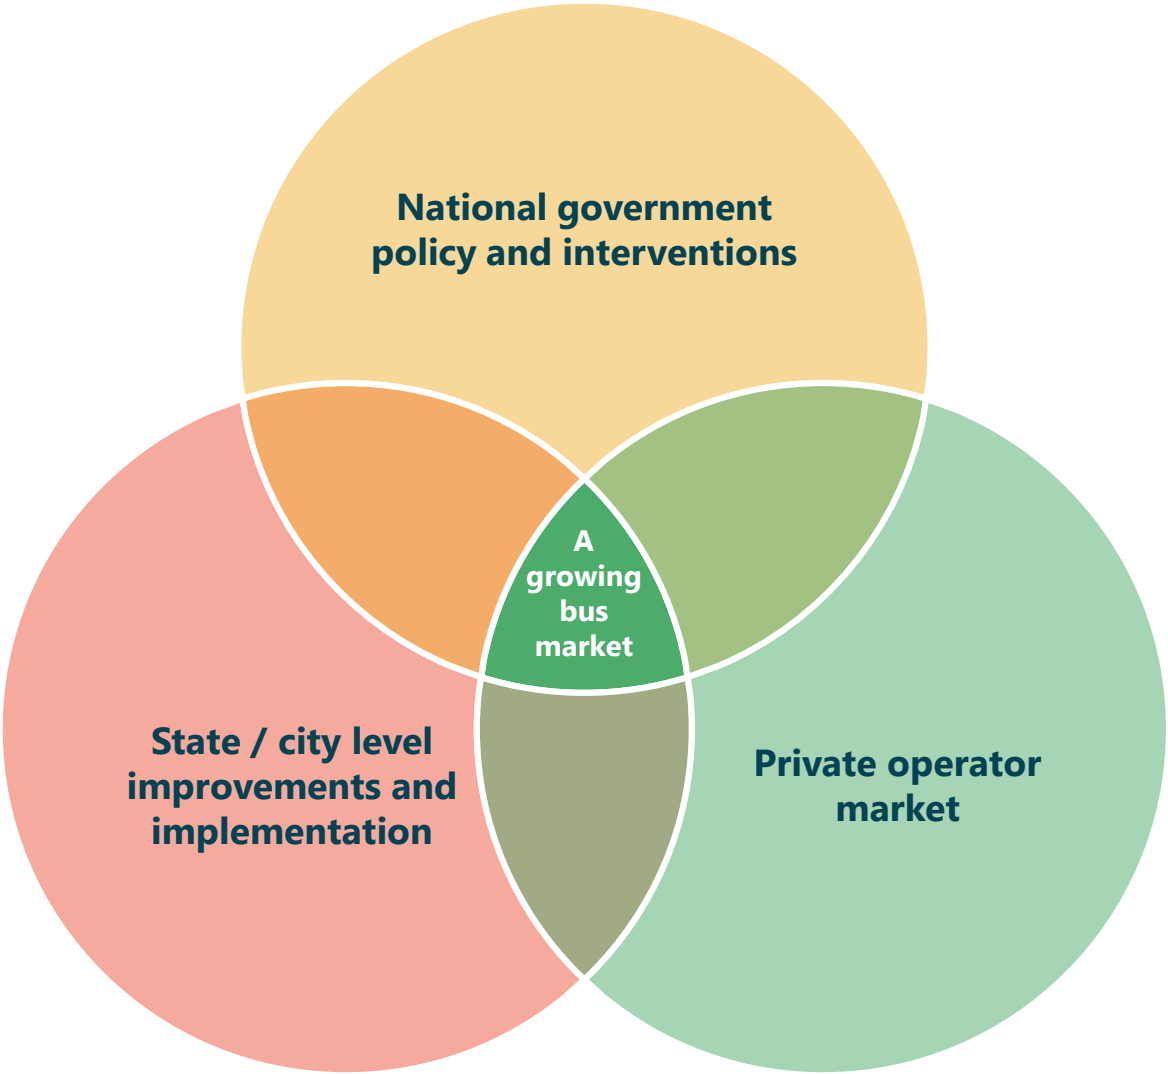 National government
policy and interventions
A
growing
bus
market
State / city level
improvements and
implementation
Private operator
market